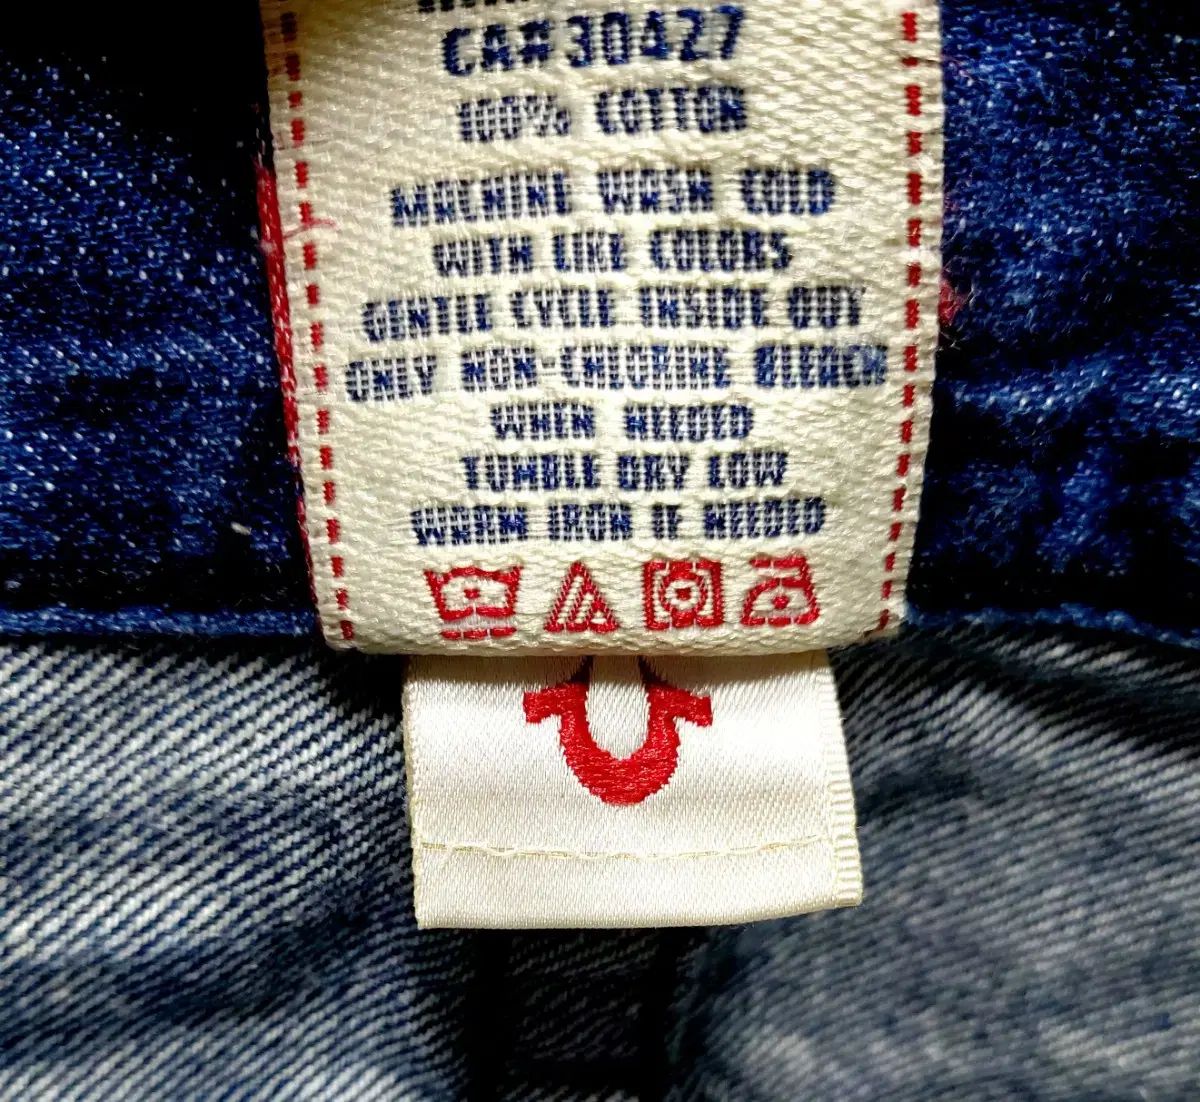 CA#30427
100% COTTON
MACHINE WASH COLD
WITH LIKE COLORS
GENTLE CYCLE INSIDE OUT
ONLY NON-CHLORINE BLEACH
WHEN NEEDED
TUMBLE DRY LOW
WARM IRON IF NEEDED